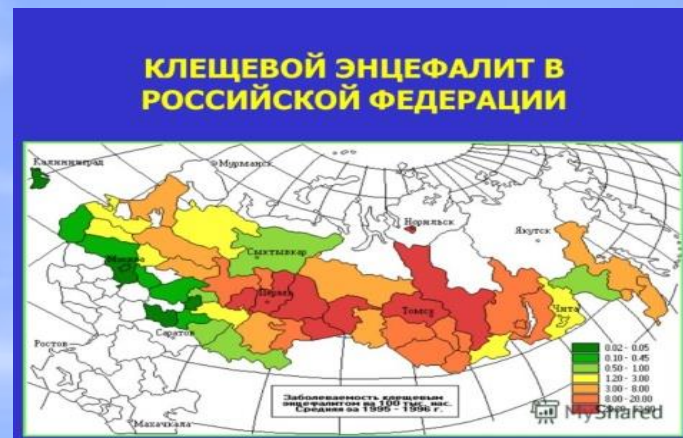 КЛЕЩЕВОЙ ЭНЦЕФАЛИТ В
РОССИЙСКОЙ ФЕДЕРАЦИИ
Калининград
Мурманск
Норильск
Якутск
Сыктывкар
Москва
Пермь
Томск
Чита
Саратов
Ростов
Махачкала
0.02 - 0.05
0.10 - 0.45
0.50 - 1.00
1.20 - 3.00
3.00 - 8.00
8.00 - 20.00
Заболеваемость клещевым
энцефалитом на 100 тыс. нас.
Средняя за 1995 - 1996 г.
MyShared